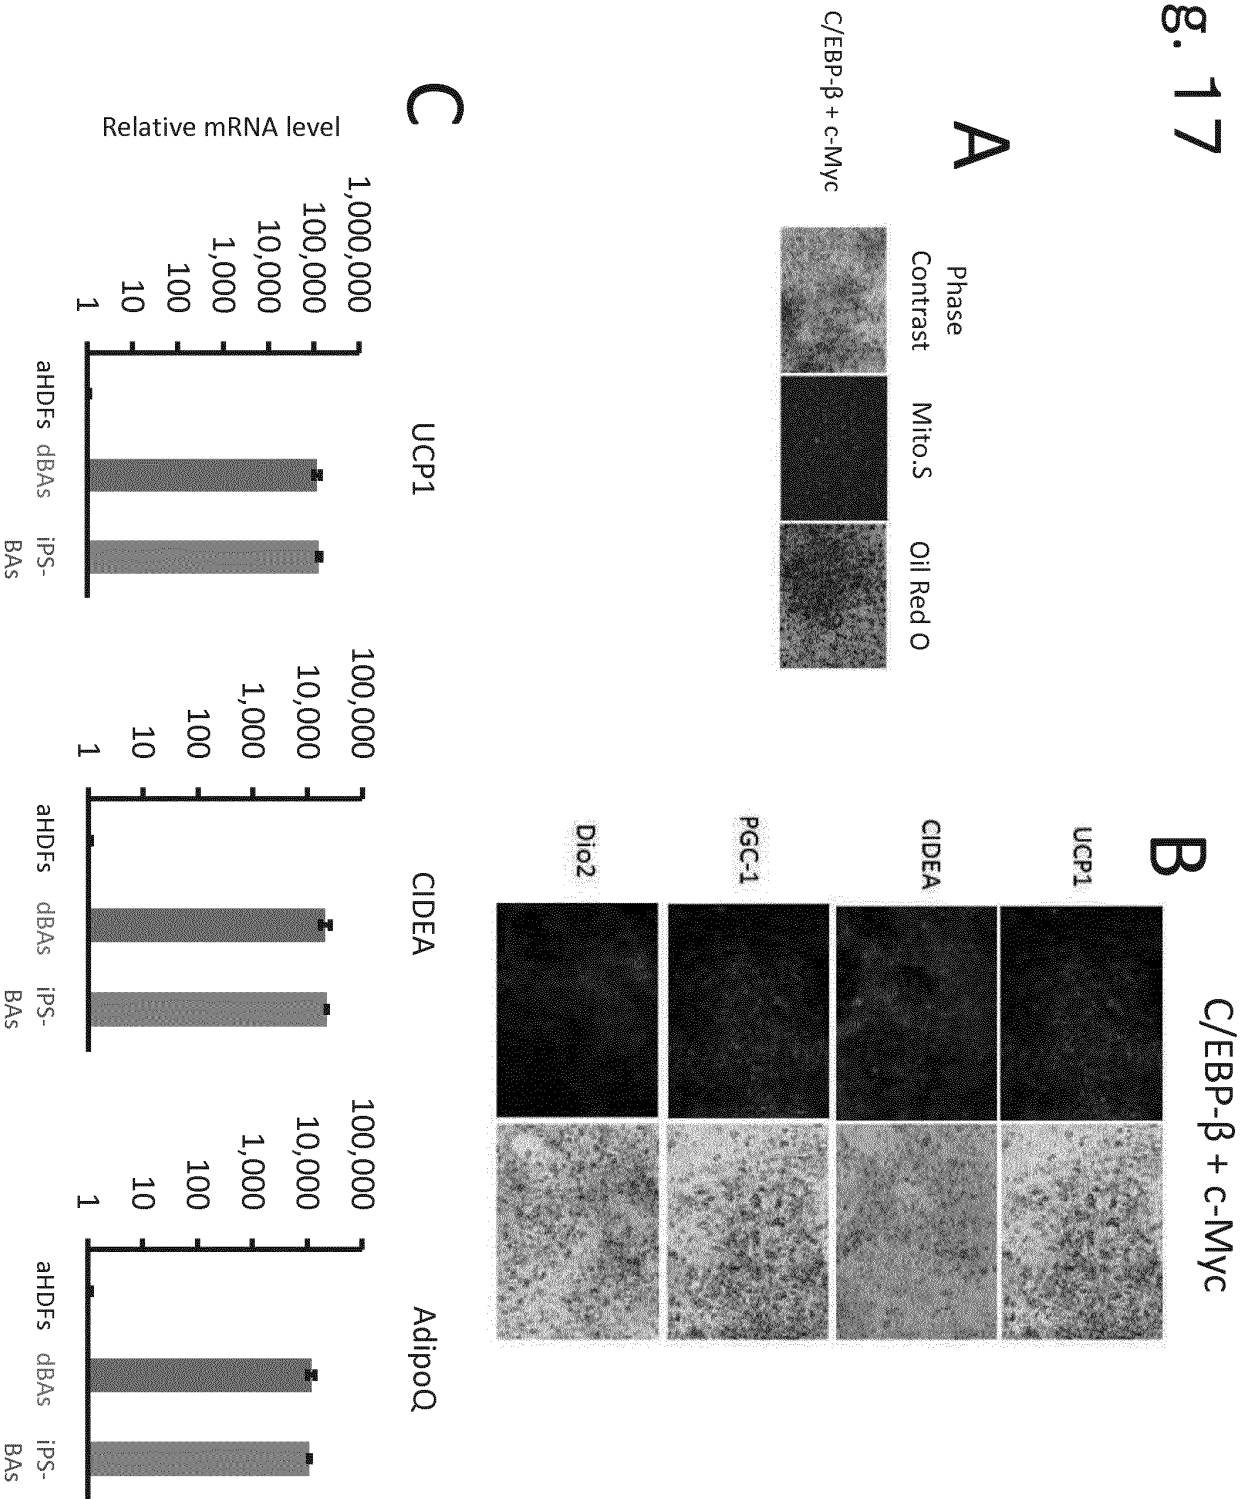 g. 17
A
Phase
Contrast
Mito.S
Oil Red O
C/EBP-β + c-Myc
B
C/EBP-β + c-Myc
UCP1
CIDEA
PGC-1
Dio2
C
Relative mRNA level
UCP1
1,000,000
100,000
10,000
1,000
100
10
1
aHDFs
dBAs
iPS-
BAs
CIDEA
100,000
10,000
1,000
100
10
1
aHDFs
dBAs
iPS-
BAs
AdipoQ
100,000
10,000
1,000
100
10
1
aHDFs
dBAs
iPS-
BAs